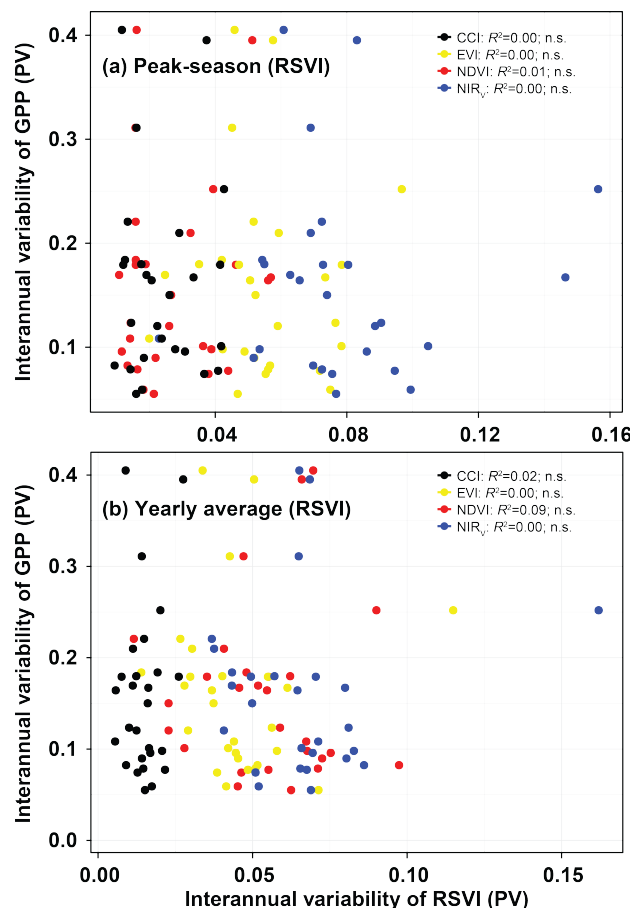 0.4
0.3
0.2
0.1
Interannual variability of GPP (PV)
(a) Peak-season (RSVI)
CCI: R²=0.00; n.s.
EVI: R²=0.00; n.s.
NDVI: R²=0.01; n.s.
NIRᵥ: R²=0.00; n.s.
0.04 0.08 0.12 0.16
0.4
0.3
0.2
0.1
0.0
Interannual variability of GPP (PV)
(b) Yearly average (RSVI)
CCI: R²=0.02; n.s.
EVI: R²=0.00; n.s.
NDVI: R²=0.09; n.s.
NIRᵥ: R²=0.00; n.s.
0.00 0.05 0.10 0.15
Interannual variability of RSVI (PV)